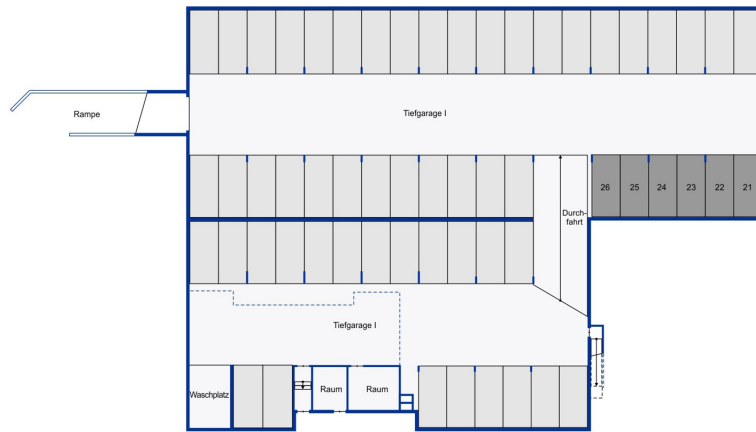 Tiefgarage I
Rampe
26 25 24 23 22 21
Durch-
fahrt
Tiefgarage I
Waschplatz
Raum
Raum